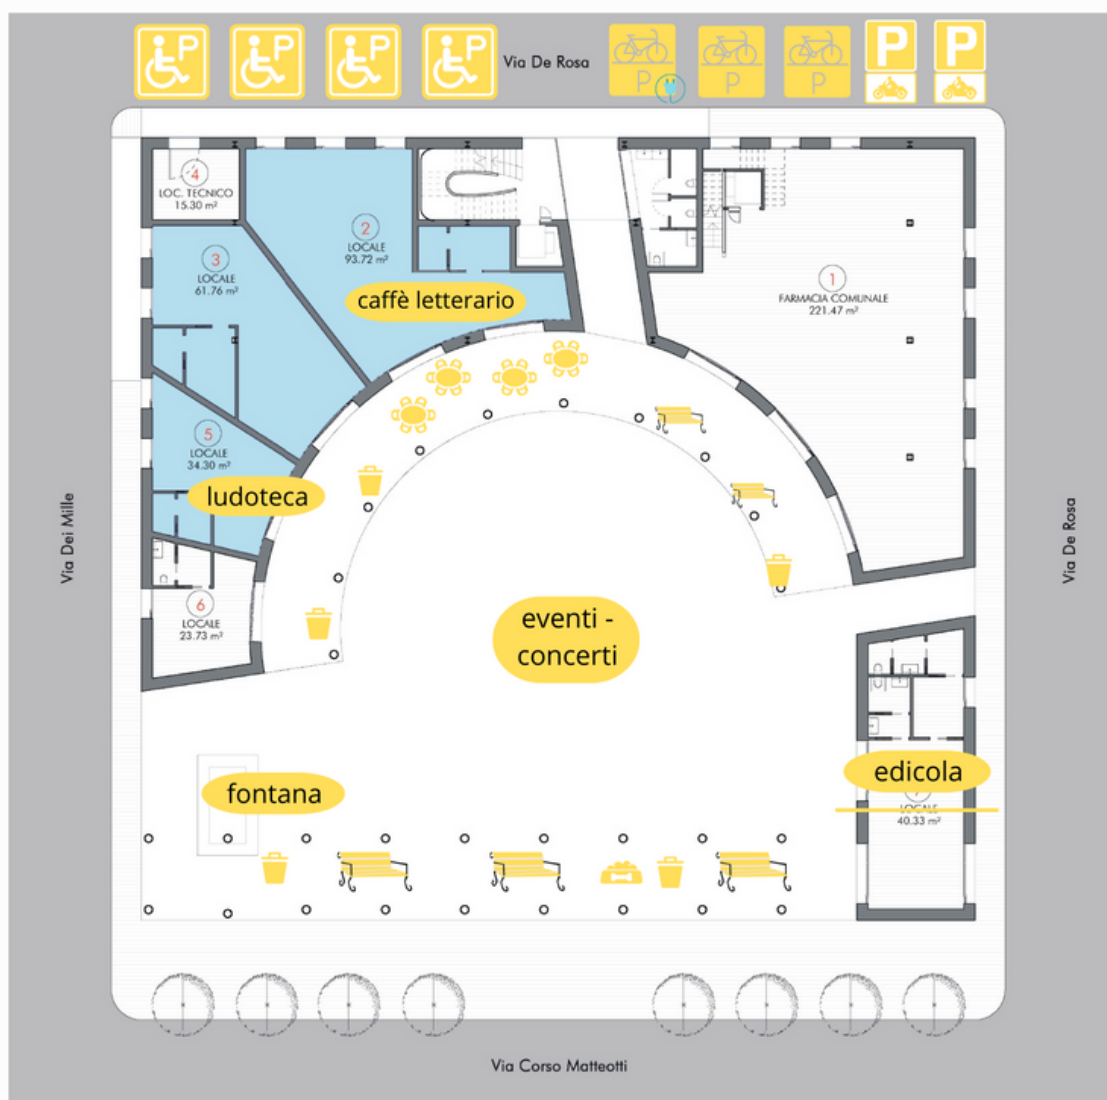 P
P
P
P
Via De Rosa
P
P
P
P
P
4
LOC. TECNICO
15.30 m²
2
LOCALE
93.72 m²
3
LOCALE
61.76 m²
caffè letterario
1
FARMACIA COMUNALE
221.47 m²
5
LOCALE
34.30 m²
ludoteca
Via Dei Mille
Via De Rosa
6
LOCALE
23.73 m²
eventi -
concerti
edicola
LOCALE
40.33 m²
fontana
Via Corso Matteotti